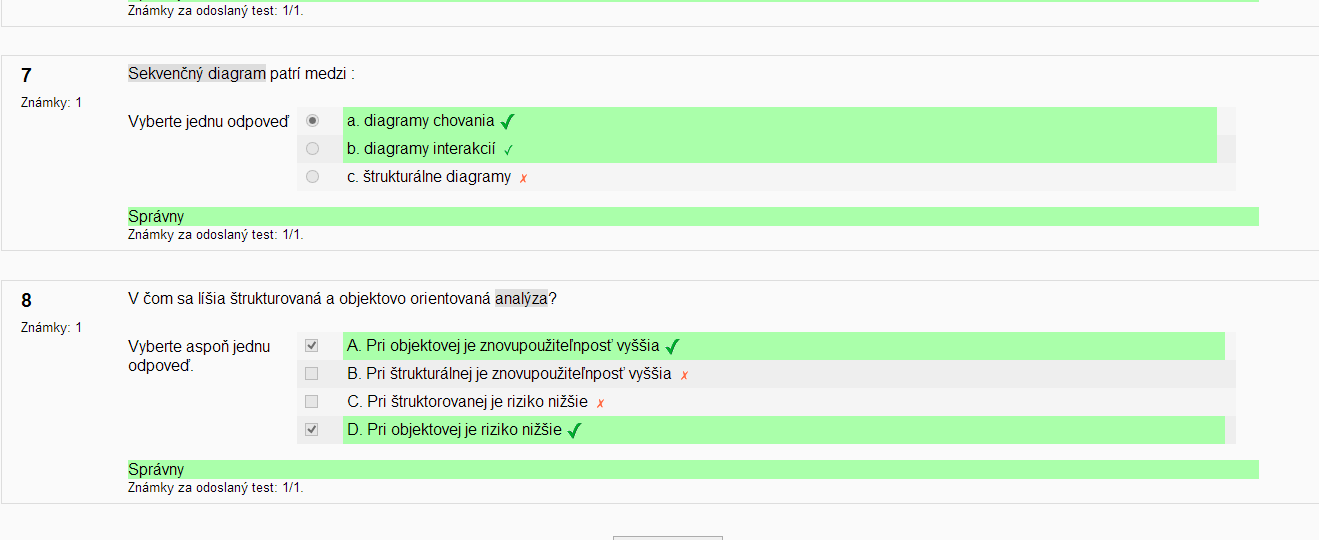 Známky za odoslaný test: 1/1.
7
Sekvenčný diagram patrí medzi :
Známky: 1
Vyberte jednu odpoveď
a. diagramy chovania
b. diagramy interakcií
c. štrukturálne diagramy
Správny
Známky za odoslaný test: 1/1.
8
V čom sa líšia štrukturovaná a objektovo orientovaná analýza?
Známky: 1
Vyberte aspoň jednu
odpoveď.
A. Pri objektovej je znovupoužiteľnposť vyššia
B. Pri štrukturálnej je znovupoužiteľnposť vyššia
C. Pri štruktorovanej je riziko nižšie
D. Pri objektovej je riziko nižšie
Správny
Známky za odoslaný test: 1/1.